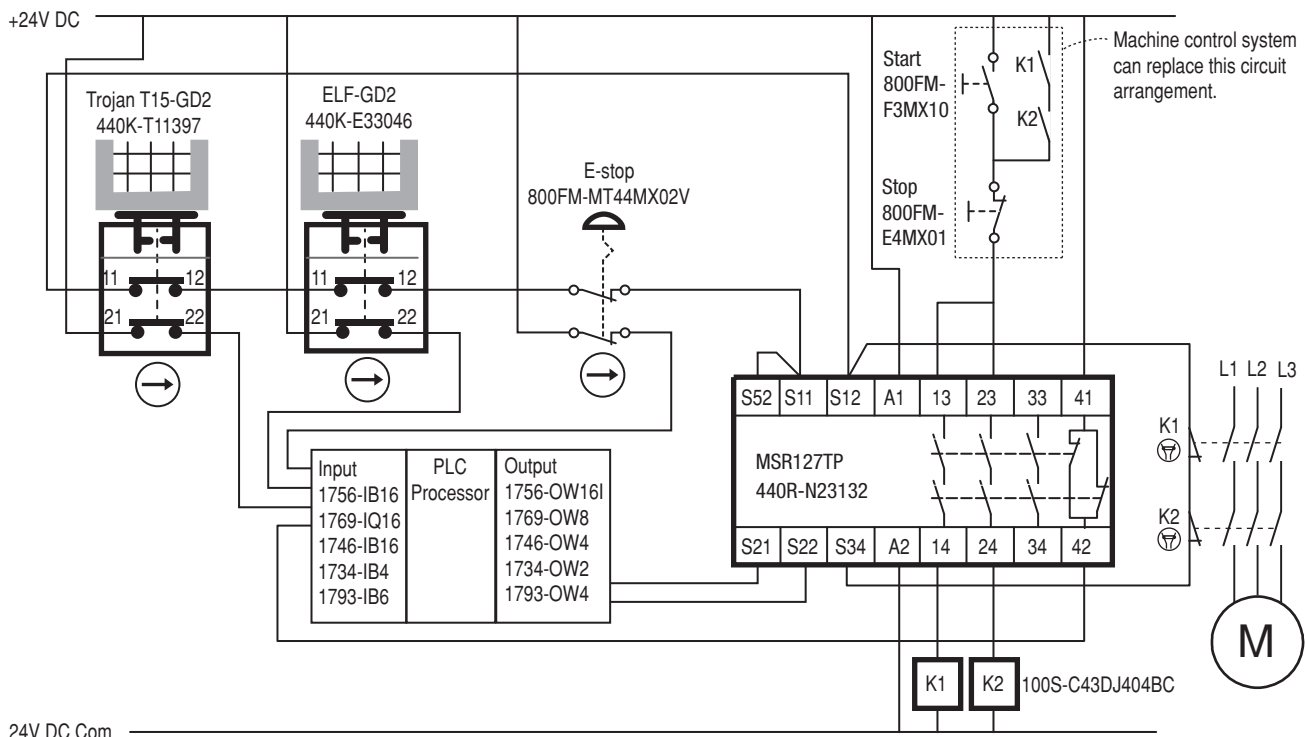 +24V DC
Machine control system
can replace this circuit
arrangement.
Start
800FM-
F3MX10
K1
K2
Trojan T15-GD2
440K-T11397
ELF-GD2
440K-E33046
E-stop
800FM-MT44MX02V
Stop
800FM-
E4MX01
11 12
21 22
11 12
21 22
L1 L2 L3
S52 S11 S12 A1 13 23 33 41
MSR127TP
440R-N23132
S21 S22 S34 A2 14 24 34 42
K1
K2
Input
1756-IB16
1769-IQ16
1746-IB16
1734-IB4
1793-IB6
PLC
Processor
Output
1756-OW16I
1769-OW8
1746-OW4
1734-OW2
1793-OW4
M
K1 K2 100S-C43DJ404BC
24V DC Com